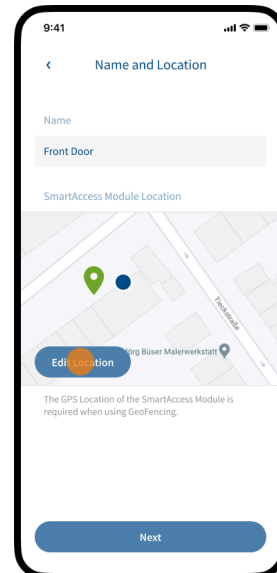 9:41
Name and Location
Name
Front Door
SmartAccess Module Location
Tieckstraße
Jörg Büser Malerwerkstatt
Edit Location
The GPS Location of the SmartAccess Module is
required when using GeoFencing.
Next